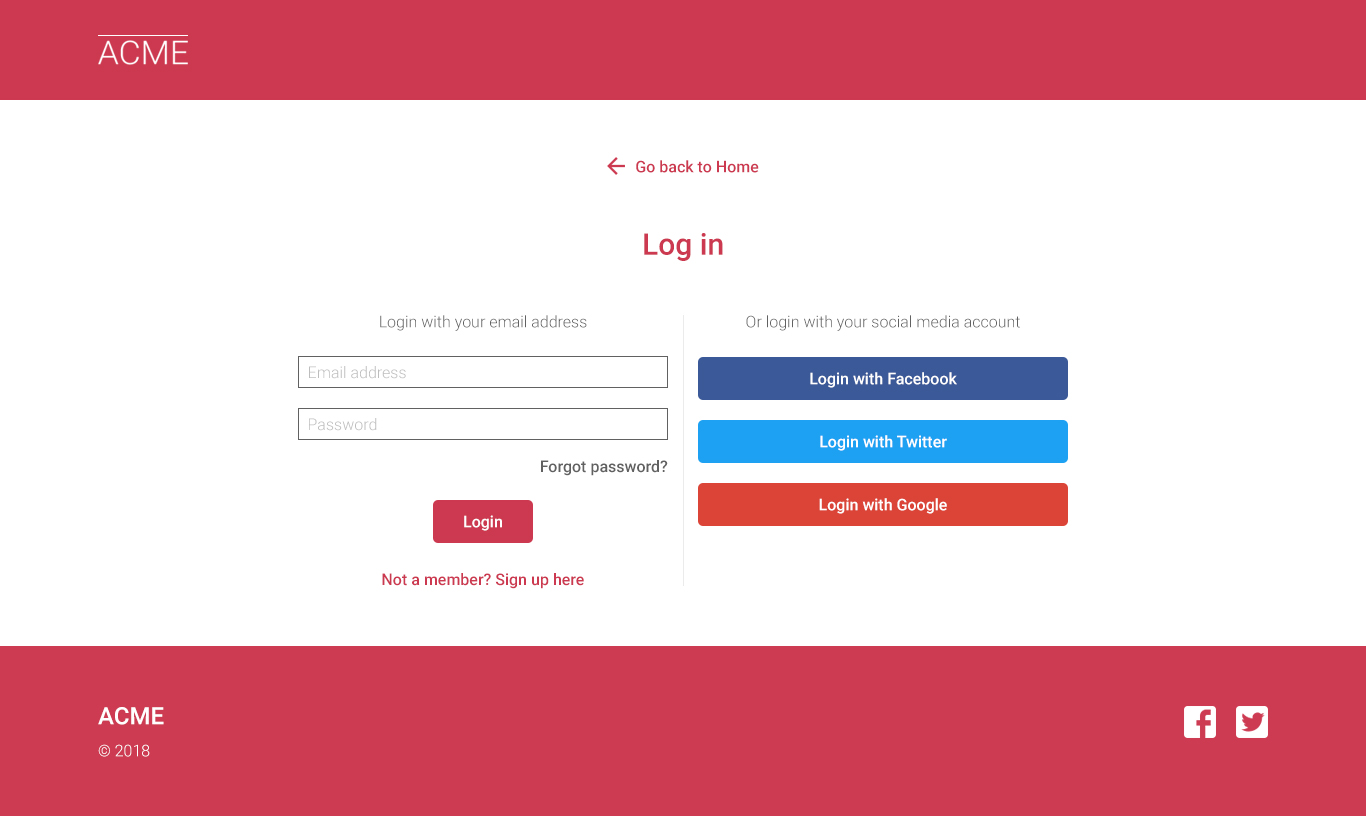 ACME
Go back to Home
Log in
Login with your email address
Email address
Password
Forgot password?
Login
Not a member? Sign up here
Or login with your social media account
Login with Facebook
Login with Twitter
Login with Google
ACME
© 2018